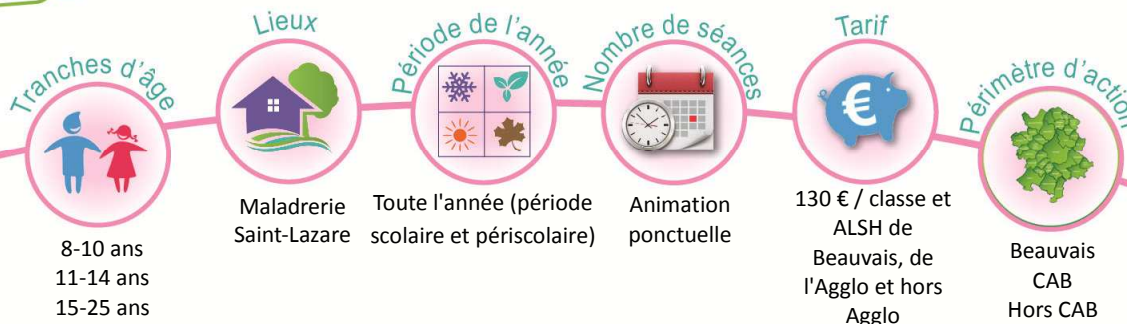 Tranches d'âge
8-10 ans
11-14 ans
15-25 ans
Lieux
Maladrerie
Saint-Lazare
Période de l'année
Toute l'année (période
scolaire et périscolaire)
Nombre de séances
Animation
ponctuelle
Tarif
€
130 € / classe et
ALSH de
Beauvais, de
l'Agglo et hors
Agglo
Périmètre d'action
Beauvais
CAB
Hors CAB